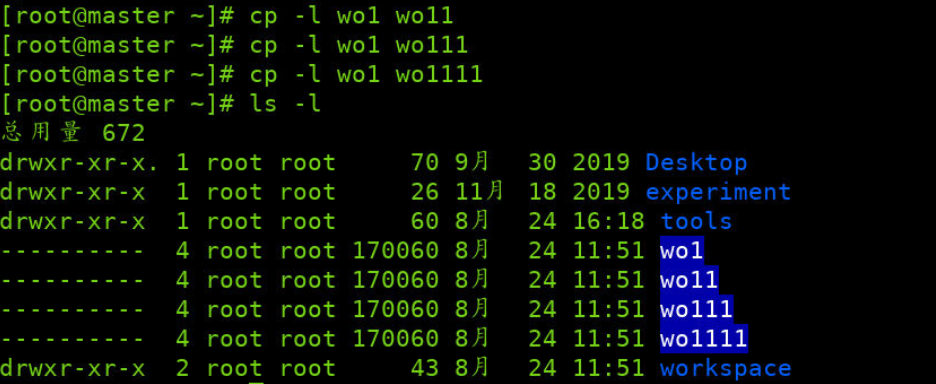 [root@master ~]# cp -l wo1 wo11
[root@master ~]# cp -l wo1 wo111
[root@master ~]# cp -l wo1 wo1111
[root@master ~]# ls -l
总用量 672
drwxr-xr-x. 1 root root     70 9月   30 2019 Desktop
drwxr-xr-x  1 root root     26 11月  18 2019 experiment
drwxr-xr-x  1 root root     60 8月   24 16:18 tools
----------  4 root root 170060 8月   24 11:51 wo1
----------  4 root root 170060 8月   24 11:51 wo11
----------  4 root root 170060 8月   24 11:51 wo111
----------  4 root root 170060 8月   24 11:51 wo1111
drwxr-xr-x  2 root root     43 8月   24 11:51 workspace